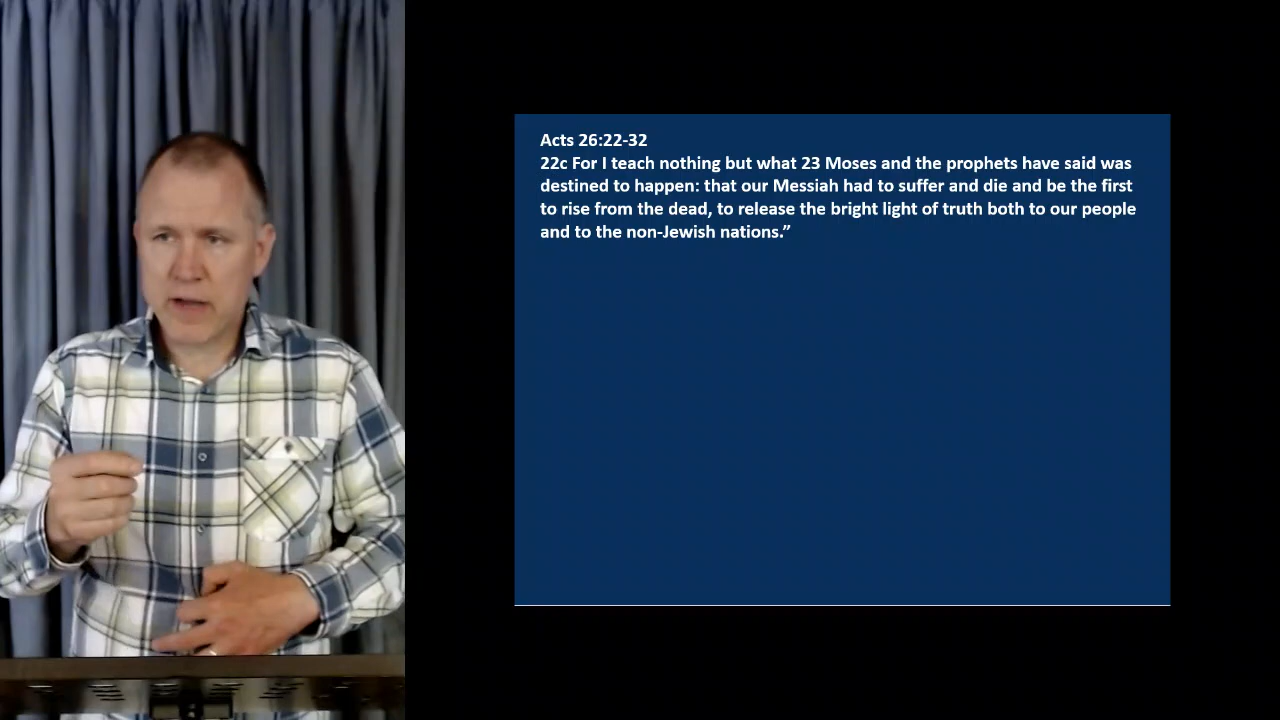 Acts 26:22-32
22c For I teach nothing but what 23 Moses and the prophets have said was
destined to happen: that our Messiah had to suffer and die and be the first
to rise from the dead, to release the bright light of truth both to our people
and to the non-Jewish nations.”